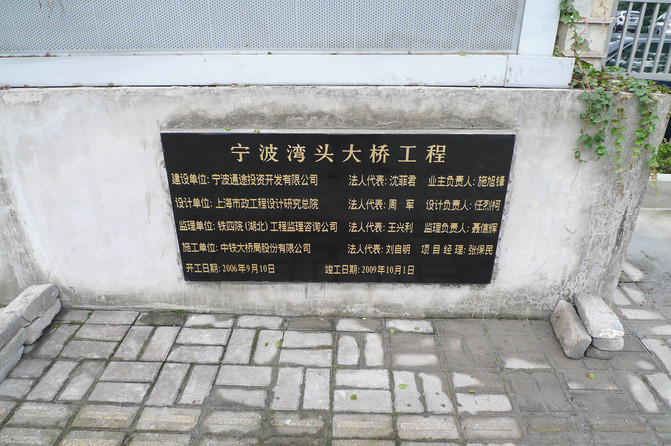 宁波湾头大桥工程
建设单位: 宁波通途投资开发有限公司 法人代表: 沈菲君 业主负责人: 施旭锋
设计单位: 上海市政工程设计研究总院 法人代表: 周 军 设计负责人: 任烈柯
监理单位: 铁四院(湖北)工程监理咨询公司 法人代表: 王兴利 监理负责人: 聂信辉
施工单位: 中铁大桥局股份有限公司 法人代表: 刘自明 项目经理: 张保民
开工日期: 2006年9月10日 竣工日期: 2009年10月1日